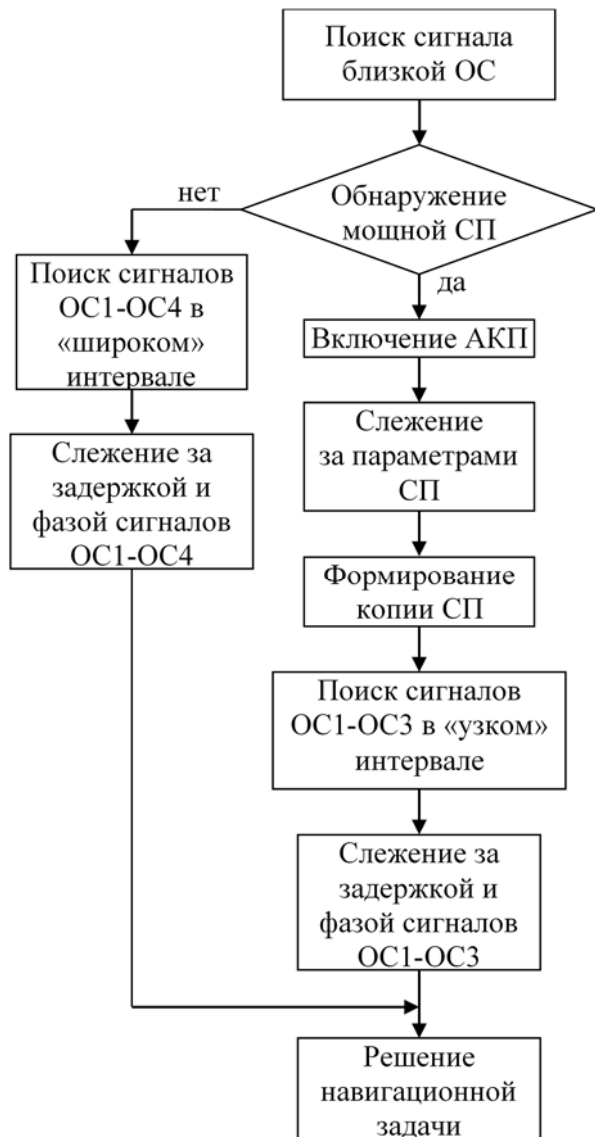 Поиск сигнала
близкой ОС
Обнаружение
мощной СП
нет
да
Поиск сигналов
ОС1-ОС4 в
«широком»
интервале
Слежение за
задержкой и
фазой сигналов
ОС1-ОС4
Включение АКП
Слежение
за параметрами
СП
Формирование
копии СП
Поиск сигналов
ОС1-ОС3 в «узком»
интервале
Слежение за
задержкой и
фазой сигналов
ОС1-ОС3
Решение
навигационной
задачи